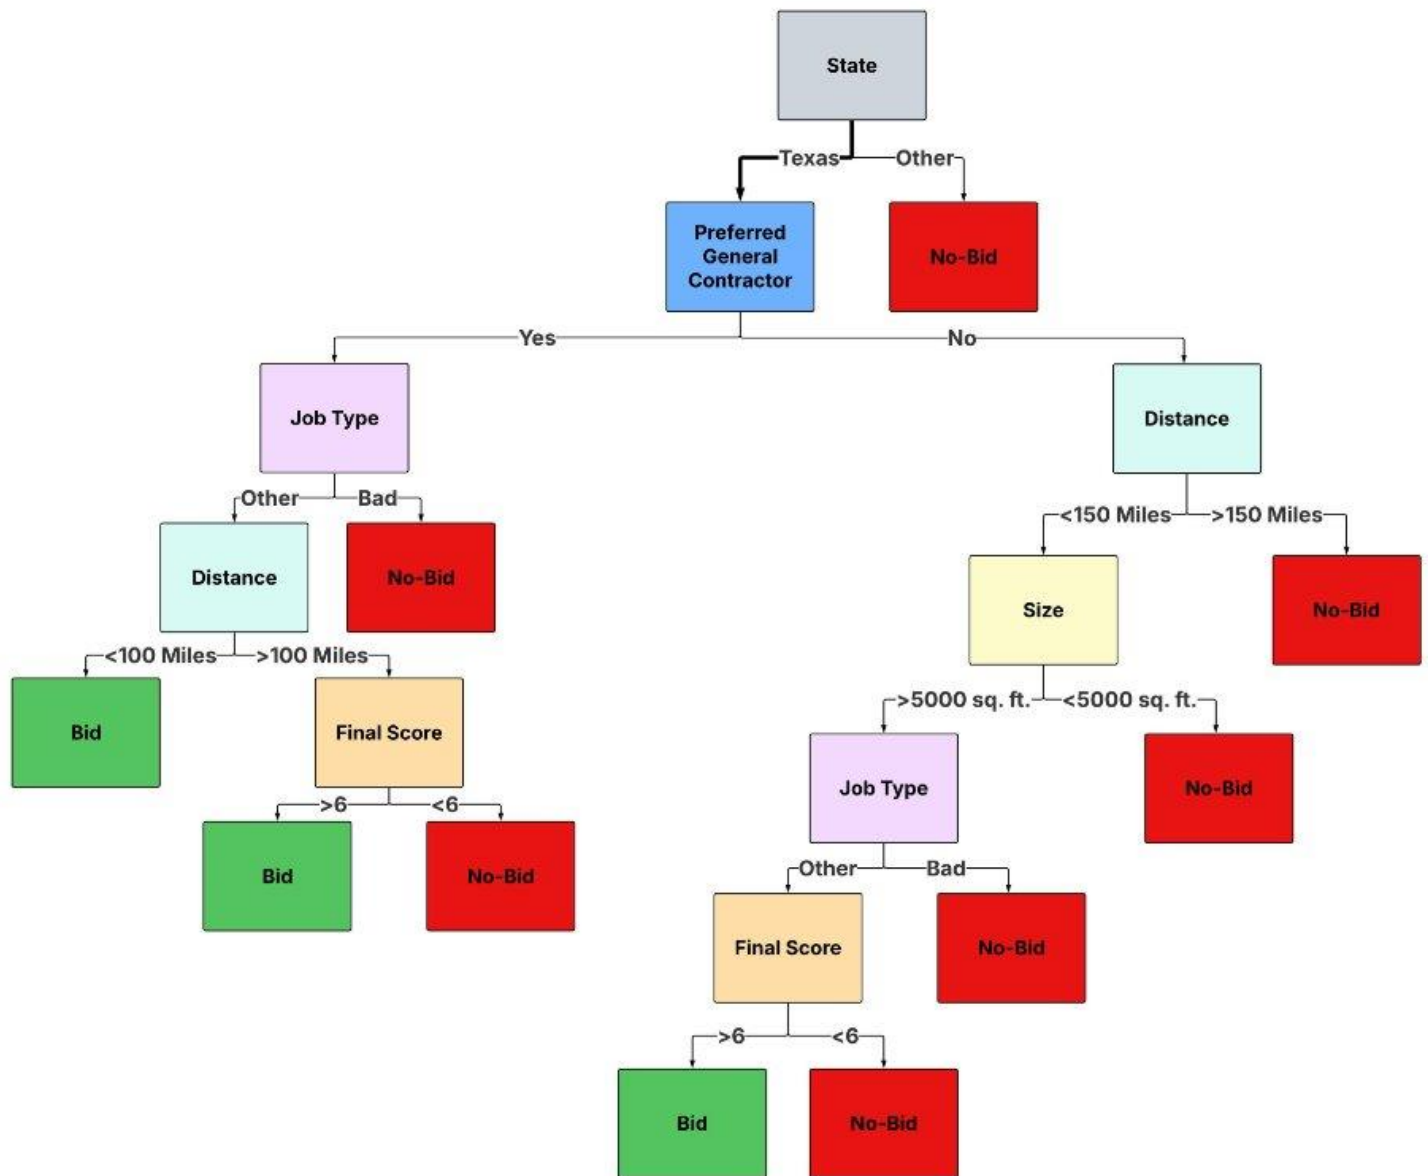 State
Texas
Other
Preferred
General
Contractor
No-Bid
Yes
No
Job Type
Distance
Other
Bad
<150 Miles
>150 Miles
Distance
No-Bid
Size
No-Bid
<100 Miles
>100 Miles
>5000 sq. ft.
<5000 sq. ft.
Bid
Final Score
Job Type
No-Bid
>6
<6
Bid
No-Bid
Other
Bad
Final Score
No-Bid
>6
<6
Bid
No-Bid